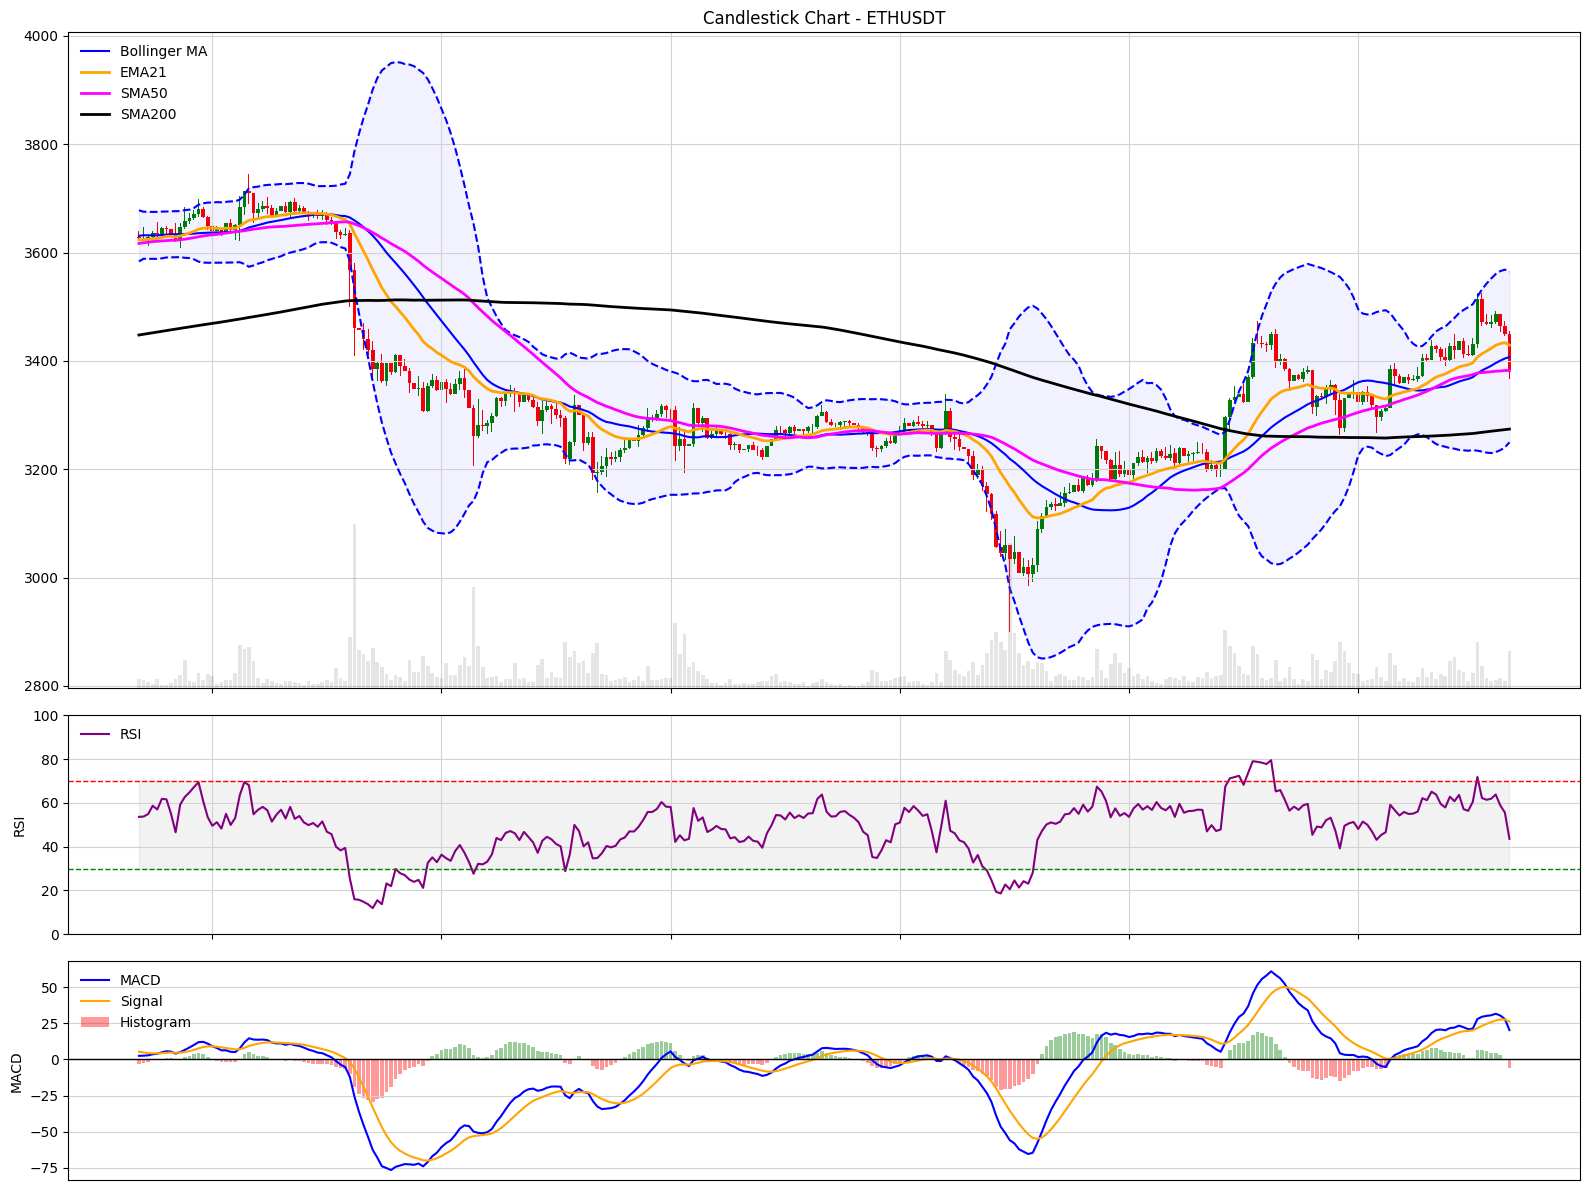 Candlestick Chart - ETHUSDT
4000
3800
3600
3400
3200
3000
2800
Bollinger MA
EMA21
SMA50
SMA200
100
80
60
40
20
0
RSI
RSI
50
25
0
−25
−50
−75
MACD
MACD
Signal
Histogram